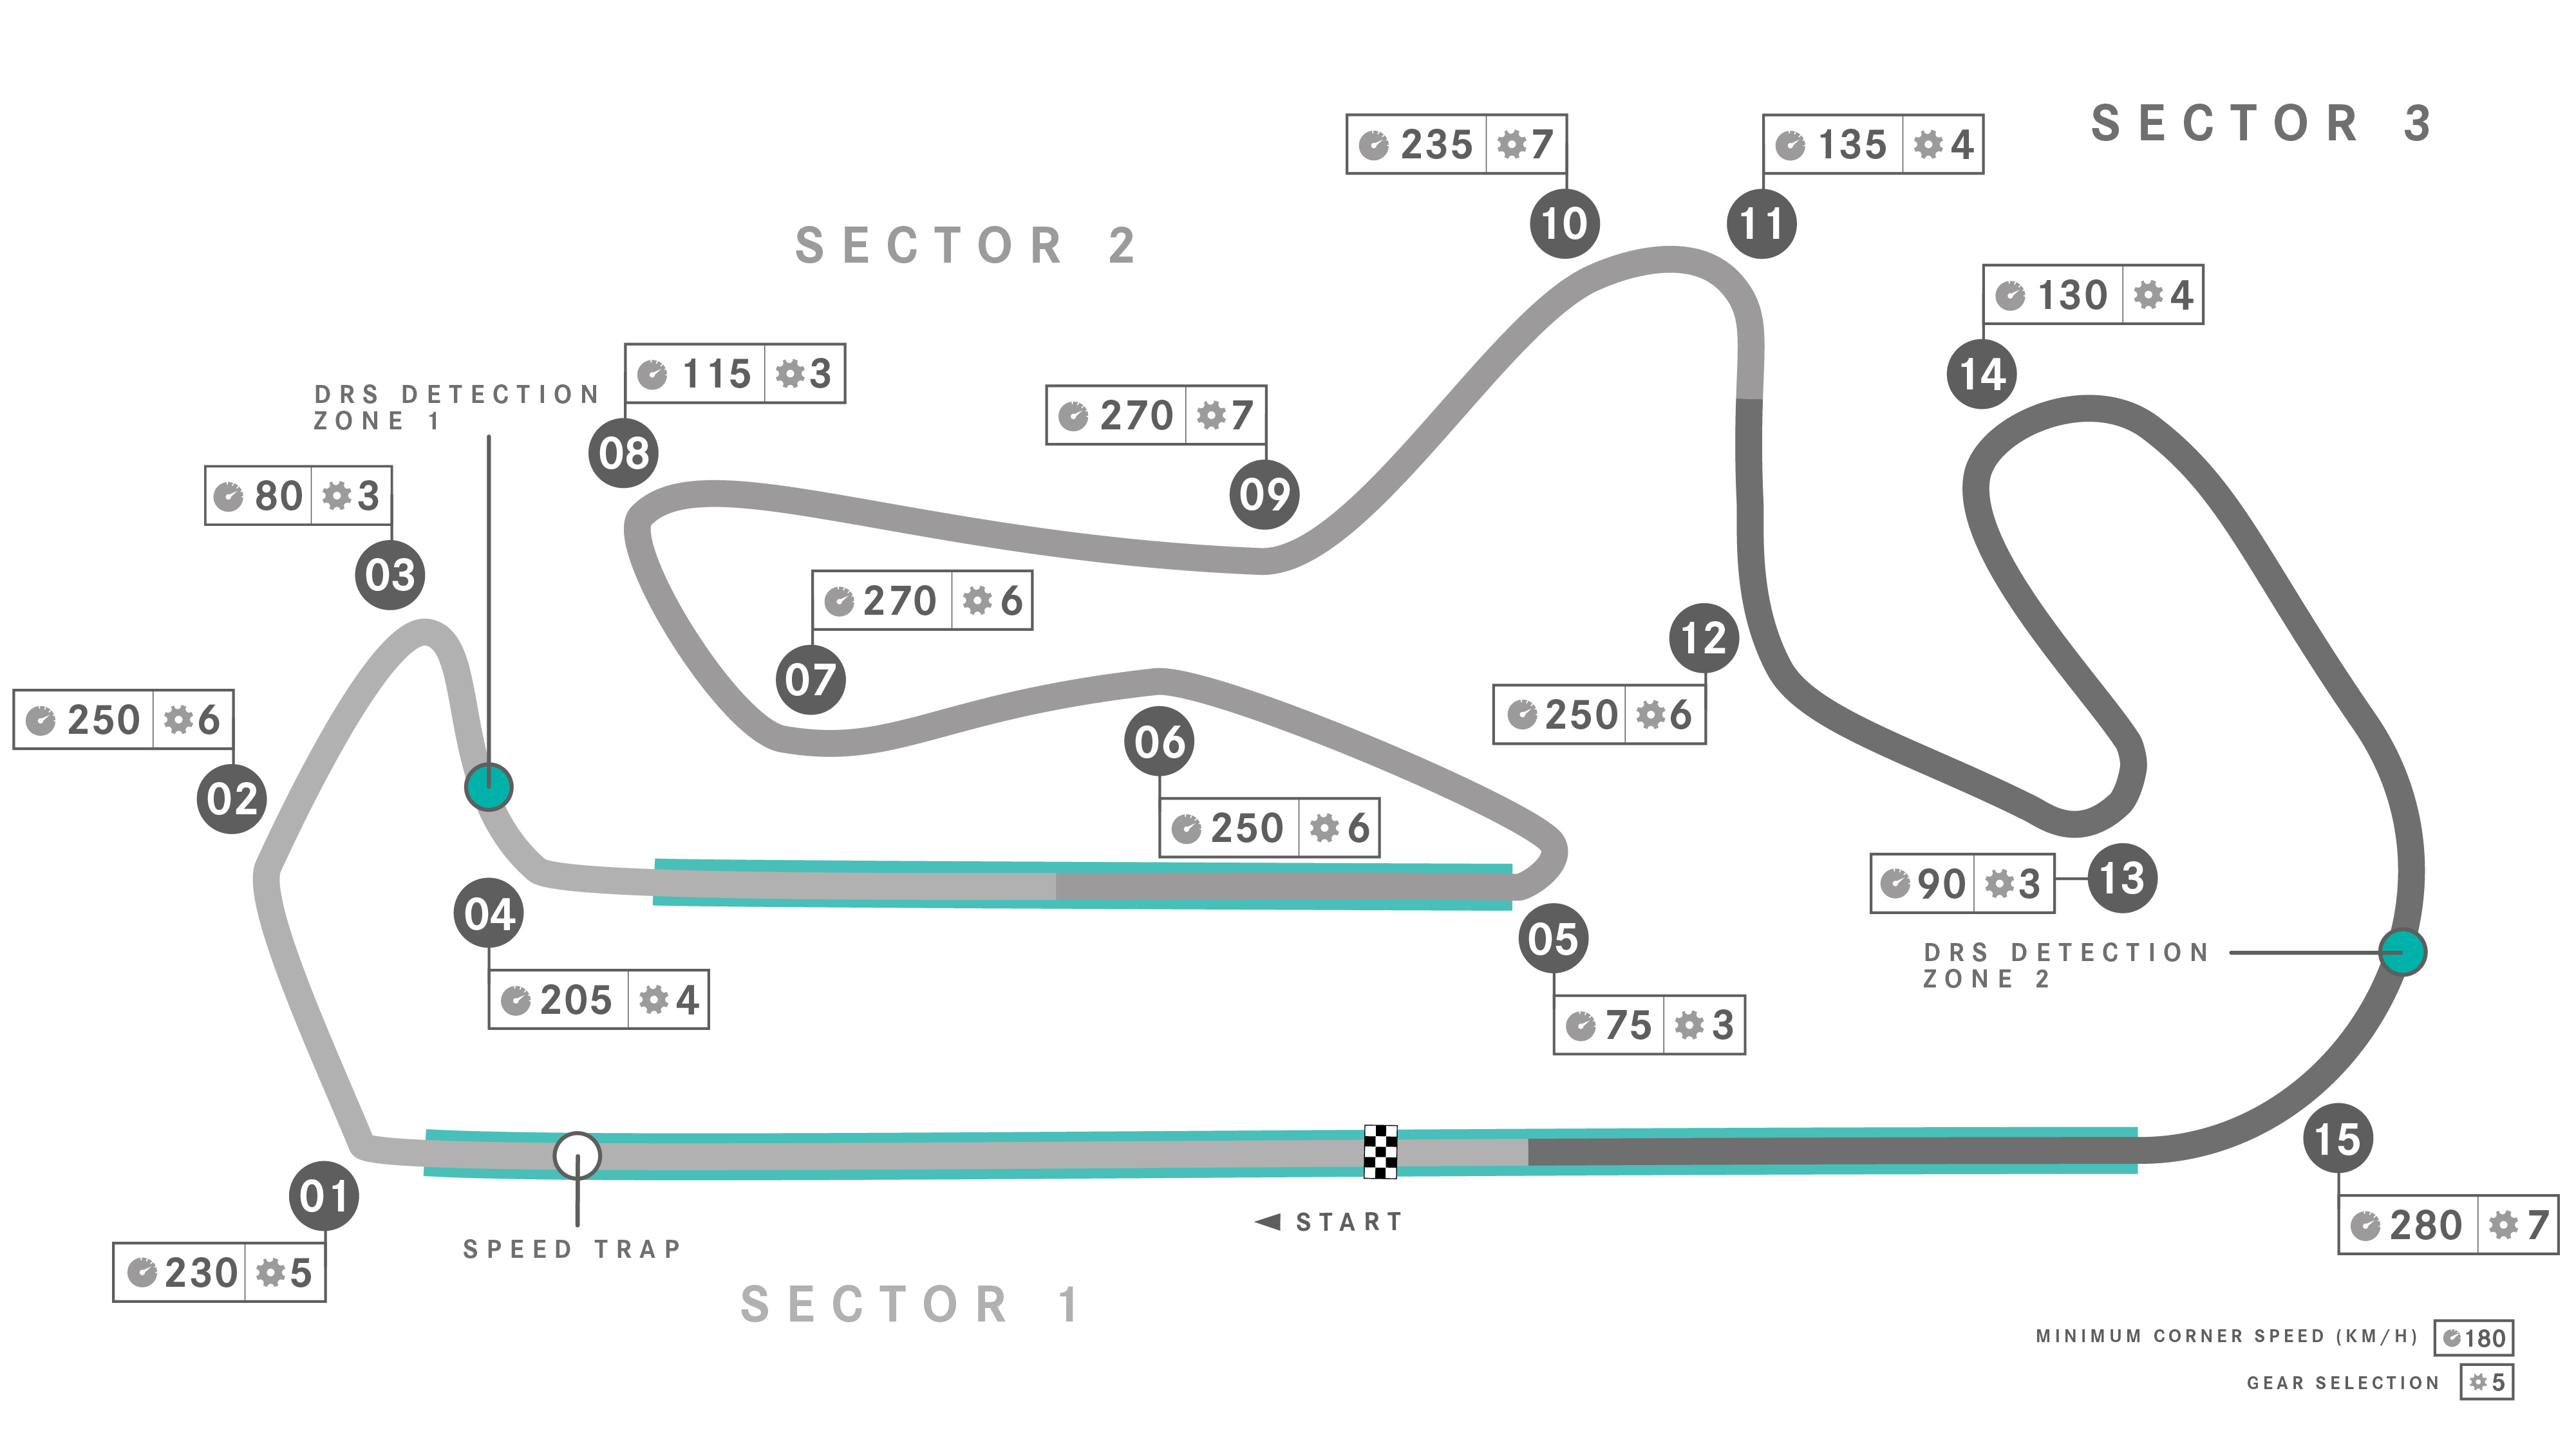 SECTOR 3
235 7
135 4
10
11
SECTOR 2
130 4
14
115 3
DRS DETECTION
ZONE 1
08
270 7
09
80 3
03
270 6
07
12
250 6
250 6
02
06
250 6
90 3
13
04
205 4
05
75 3
DRS DETECTION
ZONE 2
15
280 7
01
230 5
START
SPEED TRAP
SECTOR 1
MINIMUM CORNER SPEED (KM/H) 180
GEAR SELECTION 5